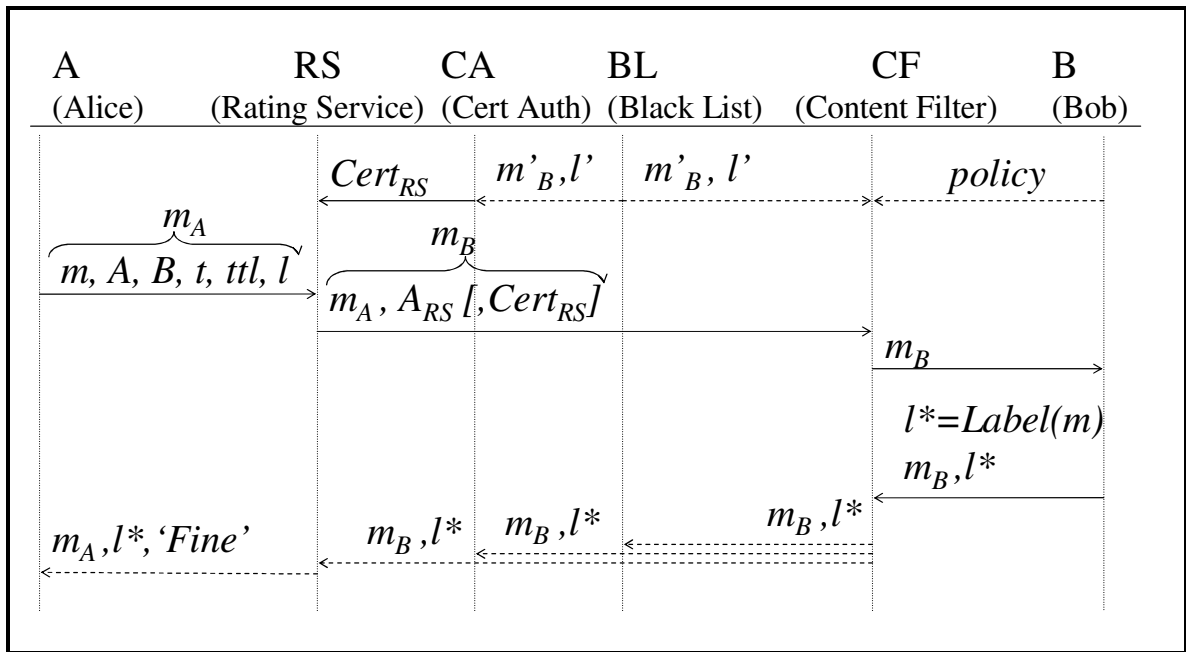 A RS CA BL CF B
(Alice) (Rating Service) (Cert Auth) (Black List) (Content Filter) (Bob)
Cert_RS m'_B,l' m'_B, l' policy
m_A
m_B
m, A, B, t, ttl, l
m_A, A_RS [,Cert_RS]
m_B
l*=Label(m)
m_B,l*
m_A,l*,‘Fine’ m_B,l* m_B,l* m_B,l*